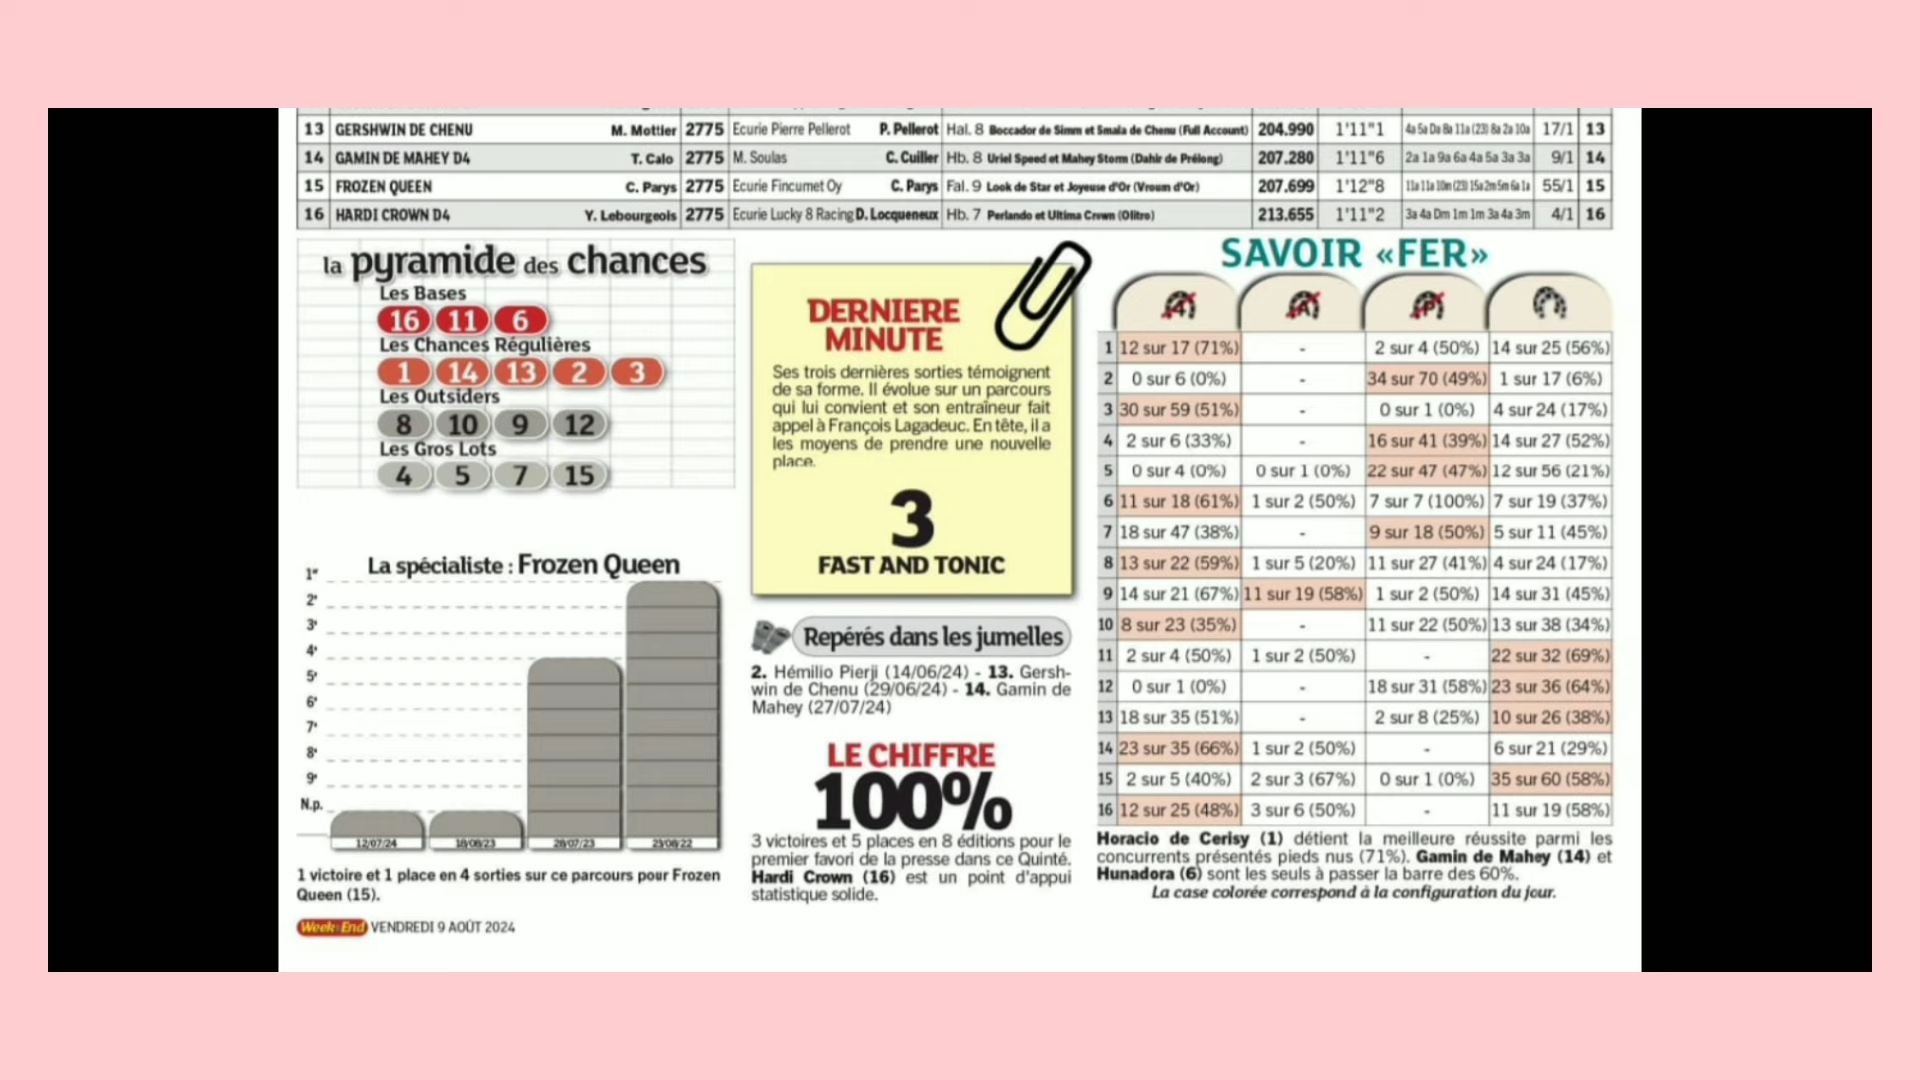 13 GERSHWIN DE CHENU M. Mottier 2775 Ecurie Pierre Pellerot P. Pellerot Hal. 8 Boccador de Simm et Smala de Chenu (Full Account) 204.990 1'11"1 4a 5a Da 8a 11a (23) 8a 2a 10a 17/1 13
14 GAMIN DE MAHEY D4 T. Calo 2775 M. Soulas C. Cuiller Hb. 8 Uriel Speed et Mahey Storm (Dahir de Prélong) 207.280 1'11"6 2a 1a 9a 6a 4a 5a 3a 3a 9/1 14
15 FROZEN QUEEN C. Parys 2775 Ecurie Fincumet Oy C. Parys Fal. 9 Look de Star et Joyeuse d'Or (Vroum d'Or) 207.699 1'12"8 11a 11a 10m (23) 15a 2m 5m 6a 1a 55/1 15
16 HARDI CROWN D4 Y. Lebourgeois 2775 Ecurie Lucky 8 Racing D. Locqueneux Hb. 7 Perlando et Ultima Crown (Olitro) 213.655 1'11"2 3a 4a Dm 1m 1m 3a 4a 3m 4/1 16
la pyramide des chances
Les Bases
16 11 6
Les Chances Régulières
1 14 13 2 3
Les Outsiders
8 10 9 12
Les Gros Lots
4 5 7 15
La spécialiste : Frozen Queen
1er
2e
3e
4e
5e
6e
7e
8e
9e
N.p.
12/07/24 18/08/23 28/07/23 23/08/22
1 victoire et 1 place en 4 sorties sur ce parcours pour Frozen
Queen (15).
Week-End VENDREDI 9 AOÛT 2024
DERNIERE
MINUTE
Ses trois dernières sorties témoignent
de sa forme. Il évolue sur un parcours
qui lui convient et son entraîneur fait
appel à François Lagadeuc. En tête, il a
les moyens de prendre une nouvelle
place.
3
FAST AND TONIC
Repérés dans les jumelles
2. Hémilio Pierji (14/06/24) - 13. Gersh-
win de Chenu (29/06/24) - 14. Gamin de
Mahey (27/07/24)
LE CHIFFRE
100%
3 victoires et 5 places en 8 éditions pour le
premier favori de la presse dans ce Quinté.
Hardi Crown (16) est un point d'appui
statistique solide.
SAVOIR «FER»
4 A P
1 12 sur 17 (71%) - 2 sur 4 (50%) 14 sur 25 (56%)
2 0 sur 6 (0%) - 34 sur 70 (49%) 1 sur 17 (6%)
3 30 sur 59 (51%) - 0 sur 1 (0%) 4 sur 24 (17%)
4 2 sur 6 (33%) - 16 sur 41 (39%) 14 sur 27 (52%)
5 0 sur 4 (0%) 0 sur 1 (0%) 22 sur 47 (47%) 12 sur 56 (21%)
6 11 sur 18 (61%) 1 sur 2 (50%) 7 sur 7 (100%) 7 sur 19 (37%)
7 18 sur 47 (38%) - 9 sur 18 (50%) 5 sur 11 (45%)
8 13 sur 22 (59%) 1 sur 5 (20%) 11 sur 27 (41%) 4 sur 24 (17%)
9 14 sur 21 (67%) 11 sur 19 (58%) 1 sur 2 (50%) 14 sur 31 (45%)
10 8 sur 23 (35%) - 11 sur 22 (50%) 13 sur 38 (34%)
11 2 sur 4 (50%) 1 sur 2 (50%) - 22 sur 32 (69%)
12 0 sur 1 (0%) - 18 sur 31 (58%) 23 sur 36 (64%)
13 18 sur 35 (51%) - 2 sur 8 (25%) 10 sur 26 (38%)
14 23 sur 35 (66%) 1 sur 2 (50%) - 6 sur 21 (29%)
15 2 sur 5 (40%) 2 sur 3 (67%) 0 sur 1 (0%) 35 sur 60 (58%)
16 12 sur 25 (48%) 3 sur 6 (50%) - 11 sur 19 (58%)
Horacio de Cerisy (1) détient la meilleure réussite parmi les
concurrents présentés pieds nus (71%). Gamin de Mahey (14) et
Hunadora (6) sont les seuls à passer la barre des 60%.
La case colorée correspond à la configuration du jour.